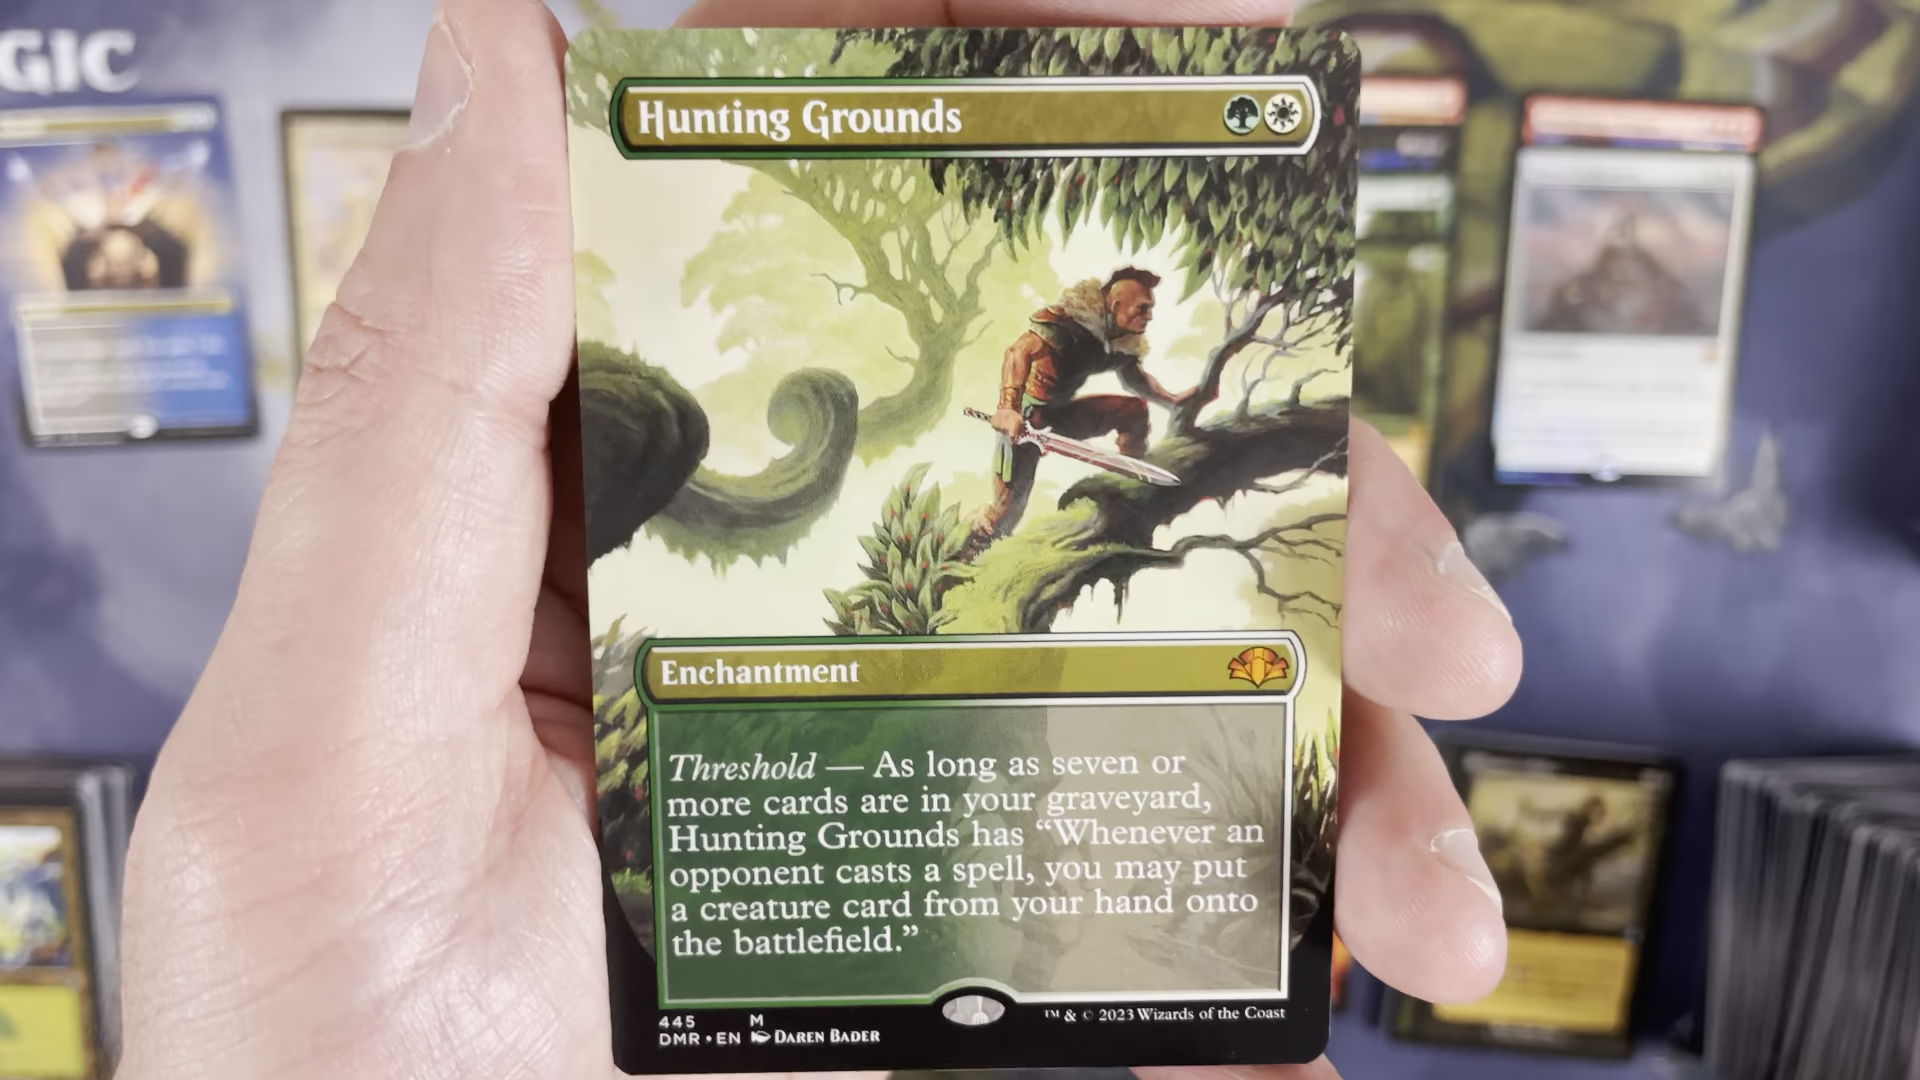 GIC
Hunting Grounds
Enchantment
Threshold — As long as seven or
more cards are in your graveyard,
Hunting Grounds has “Whenever an
opponent casts a spell, you may put
a creature card from your hand onto
the battlefield.”
445 M
DMR • EN DAREN BADER
™ & © 2023 Wizards of the Coast